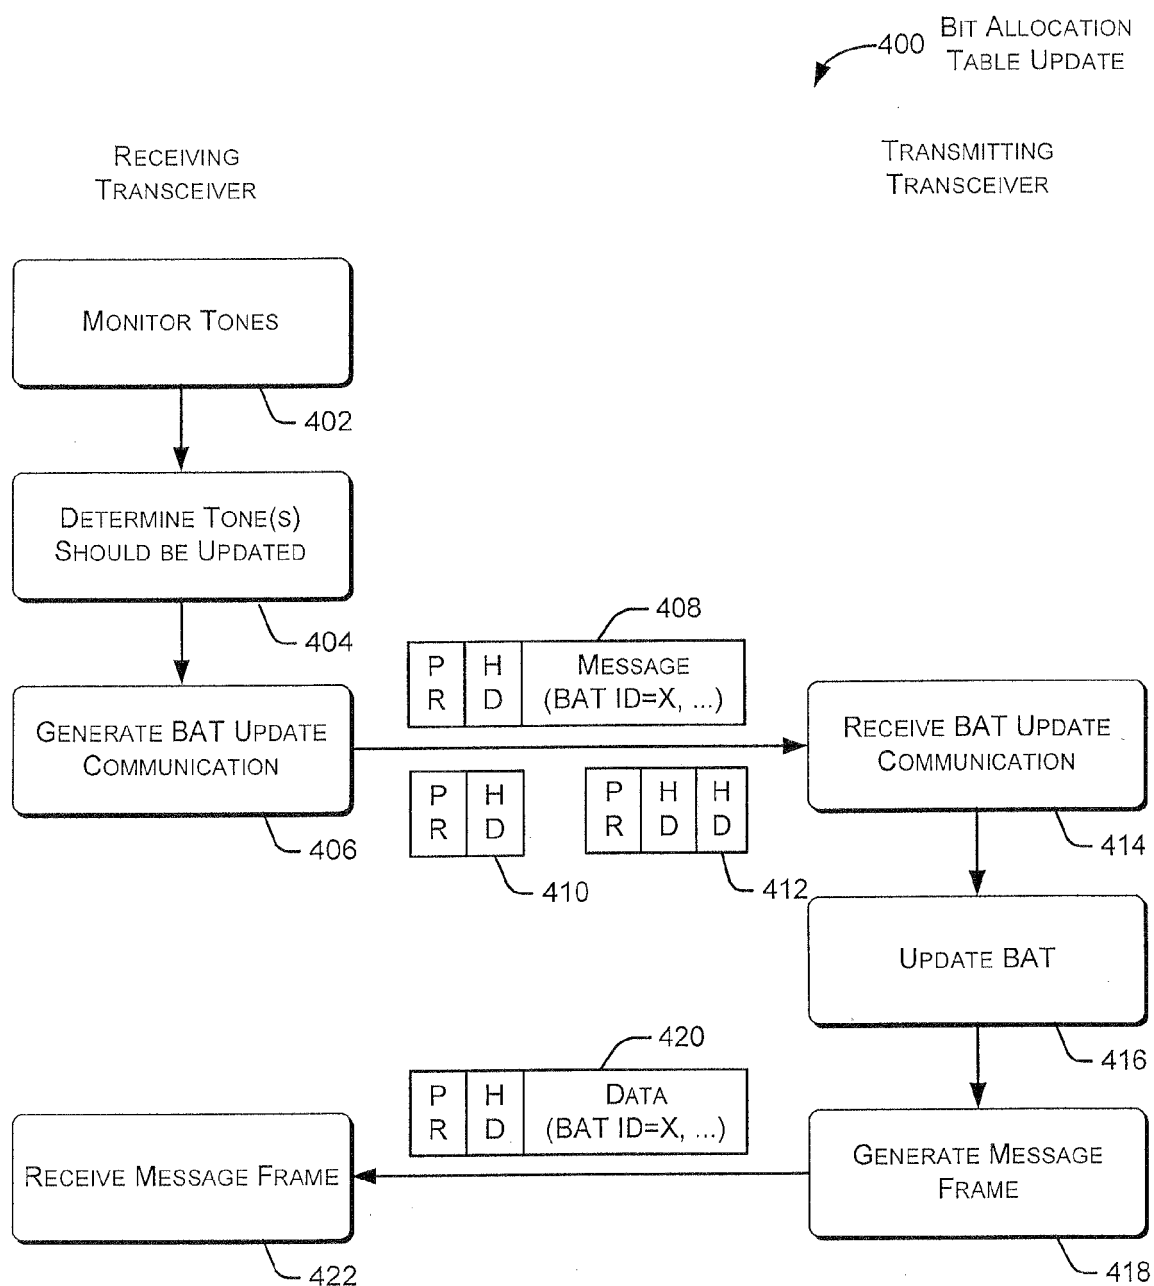 400 BIT ALLOCATION
TABLE UPDATE
RECEIVING
TRANSCEIVER
TRANSMITTING
TRANSCEIVER
MONITOR TONES
402
DETERMINE TONE(S)
SHOULD BE UPDATED
404
408
P H MESSAGE
R D (BAT ID=X, ...)
GENERATE BAT UPDATE
COMMUNICATION
406
RECEIVE BAT UPDATE
COMMUNICATION
414
P H
R D
410
P H H
R D D
412
UPDATE BAT
416
420
P H DATA
R D (BAT ID=X, ...)
GENERATE MESSAGE
FRAME
418
RECEIVE MESSAGE FRAME
422